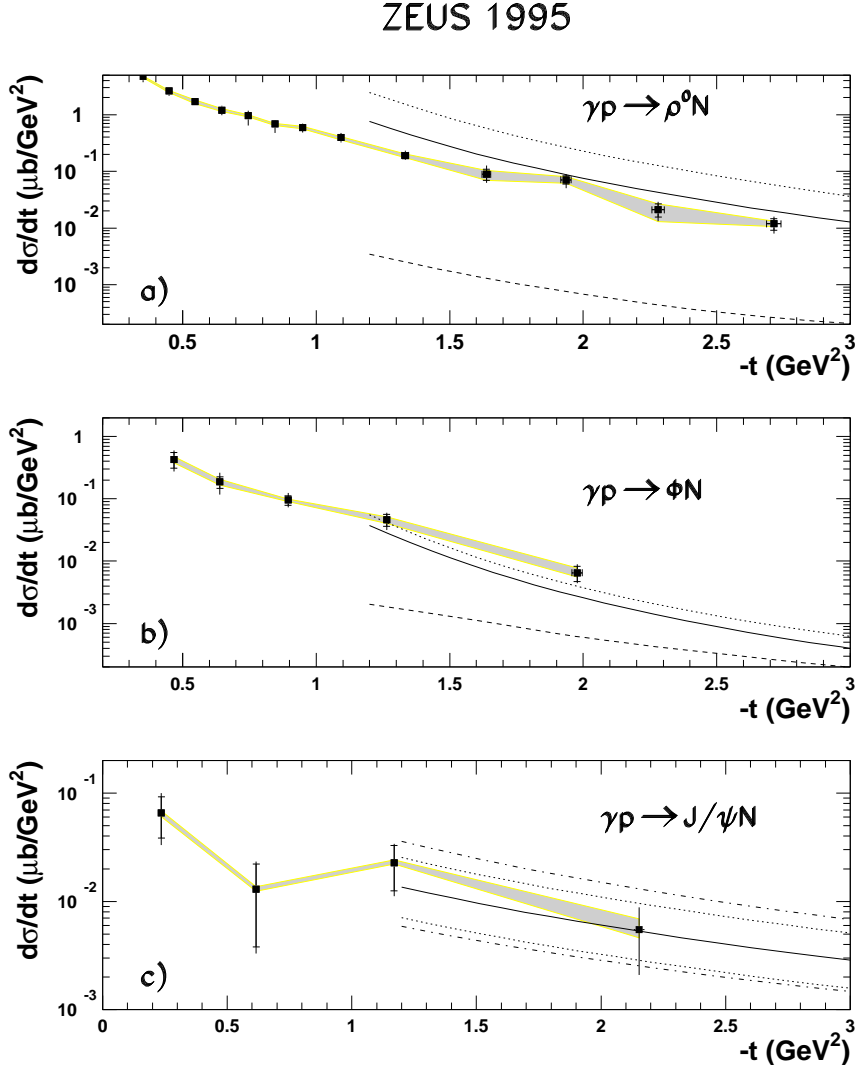 ZEUS 1995
dσ/dt (μb/GeV²)
1
10⁻¹
10⁻²
10⁻³
γp → ρ⁰N
a)
0.5 1 1.5 2 2.5 3
-t (GeV²)
dσ/dt (μb/GeV²)
1
10⁻¹
10⁻²
10⁻³
γp → ΦN
b)
0.5 1 1.5 2 2.5 3
-t (GeV²)
dσ/dt (μb/GeV²)
10⁻¹
10⁻²
10⁻³
γp → J/ψN
c)
0 0.5 1 1.5 2 2.5 3
-t (GeV²)